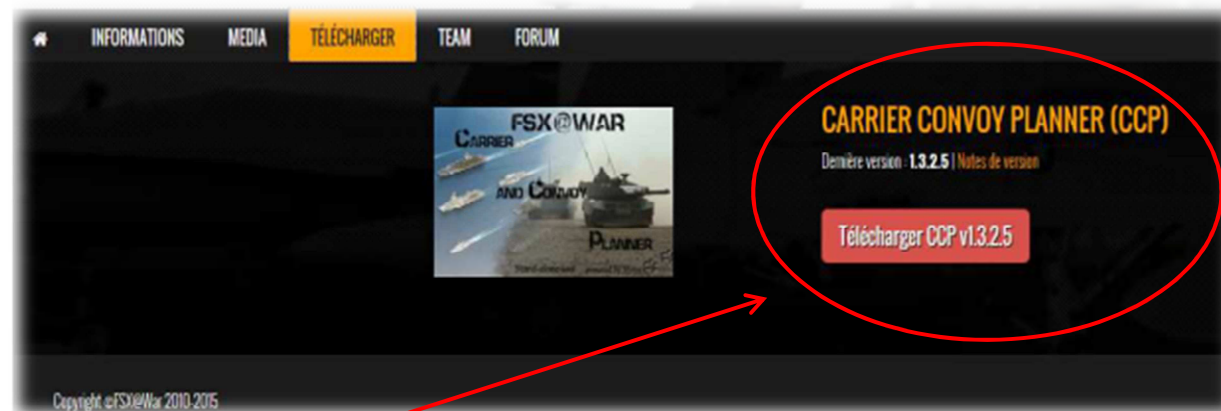 INFORMATIONS MEDIA TÉLÉCHARGER TEAM FORUM
FSX@WAR
CARRIER
AND CONVOY
PLANNER
CARRIER CONVOY PLANNER (CCP)
Dernière version : 1.3.2.5 | Notes de version
Télécharger CCP v1.3.2.5
Copyright ©FSX@War 2010-2015